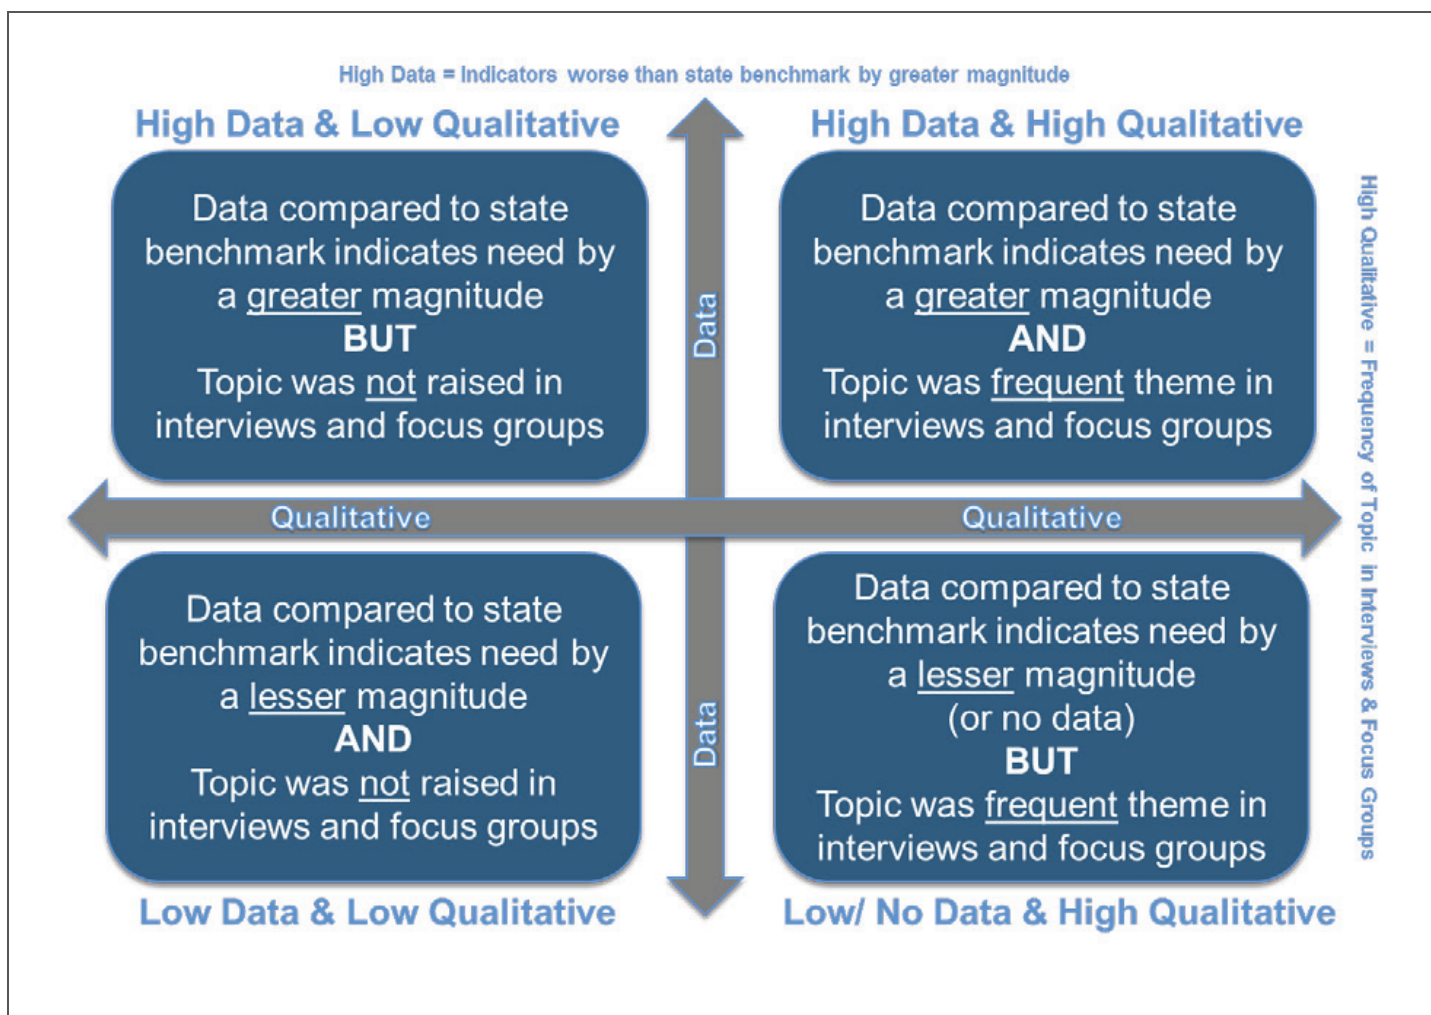 High Data = Indicators worse than state benchmark by greater magnitude
High Data & Low Qualitative
Data compared to state
benchmark indicates need by
a greater magnitude
BUT
Topic was not raised in
interviews and focus groups
High Data & High Qualitative
Data compared to state
benchmark indicates need by
a greater magnitude
AND
Topic was frequent theme in
interviews and focus groups
High Qualitative = Frequency of Topic in Interviews & Focus Groups
Data
Qualitative
Qualitative
Data
Data compared to state
benchmark indicates need by
a lesser magnitude
AND
Topic was not raised in
interviews and focus groups
Low Data & Low Qualitative
Data compared to state
benchmark indicates need by
a lesser magnitude
(or no data)
BUT
Topic was frequent theme in
interviews and focus groups
Low/ No Data & High Qualitative